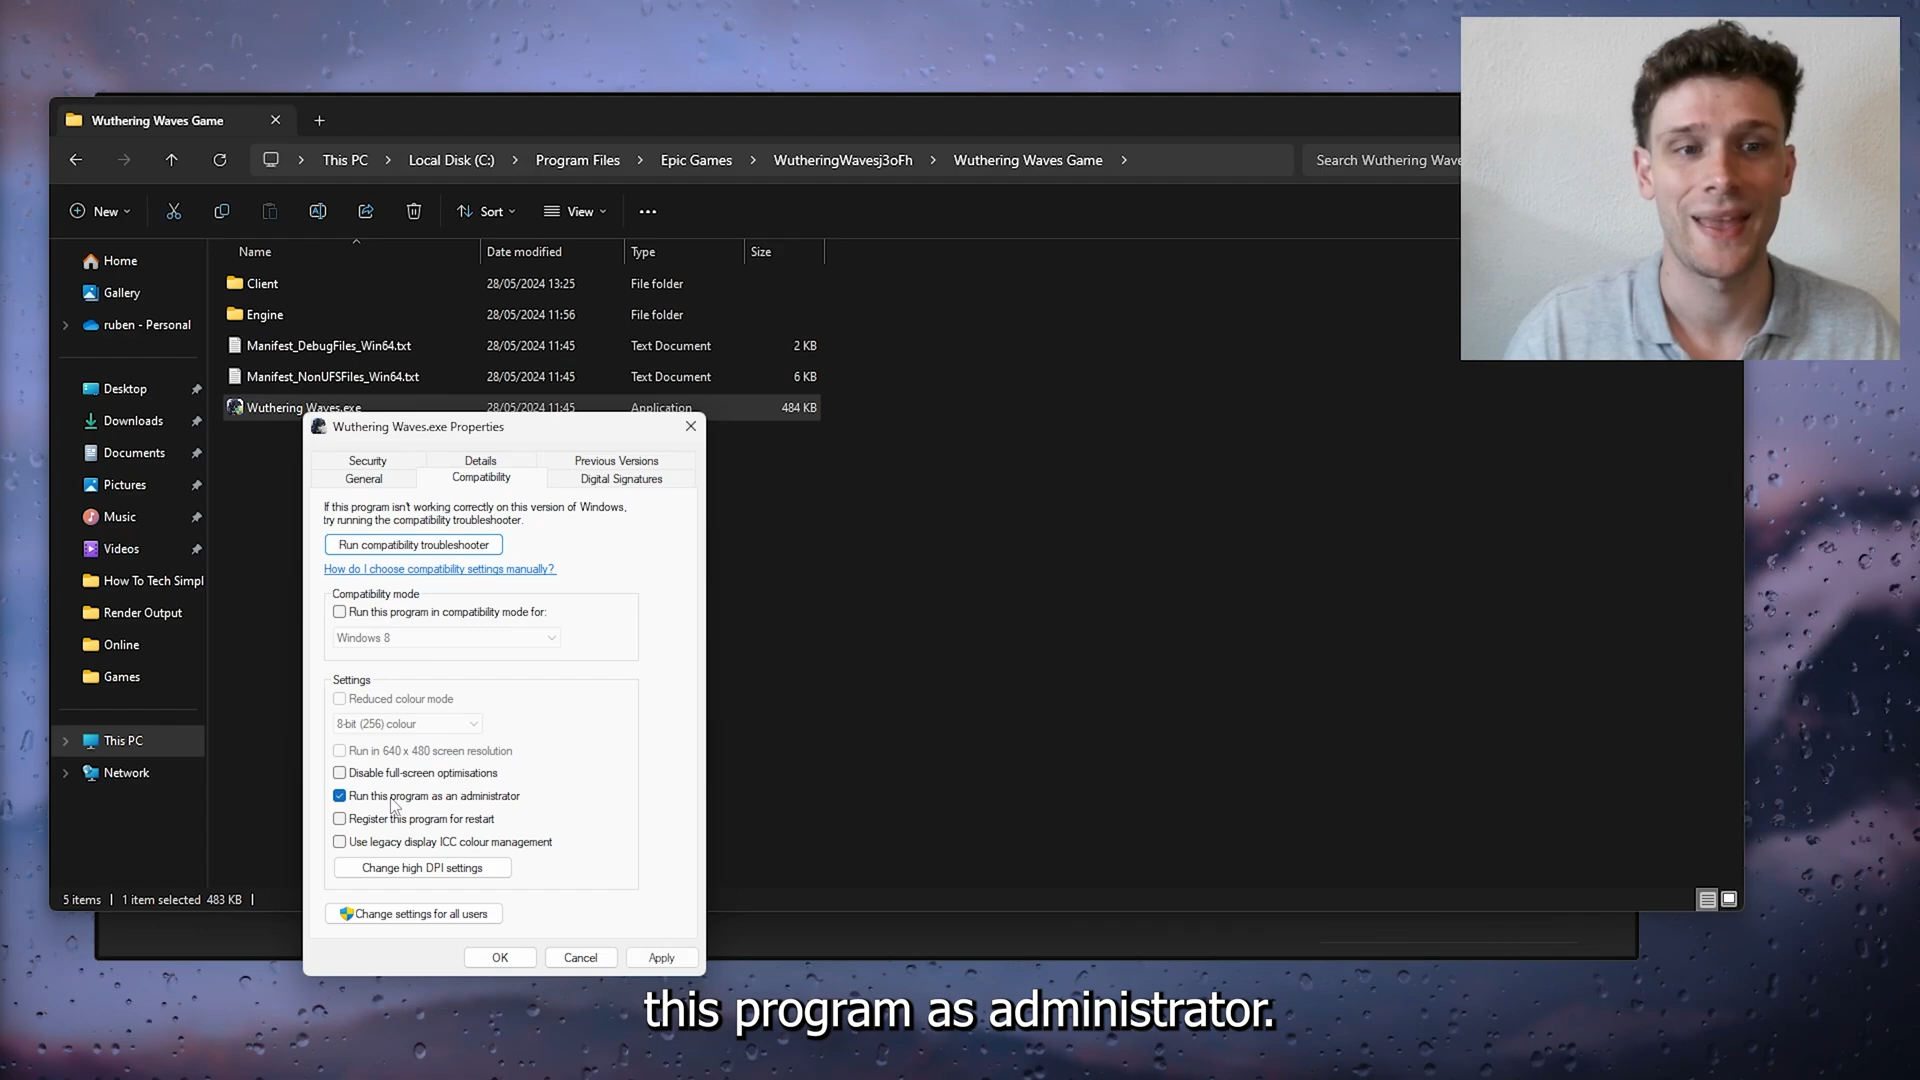 Wuthering Waves Game
This PC Local Disk (C:) Program Files Epic Games WutheringWavesj3oFh Wuthering Waves Game
Search Wuthering Wave
New Sort View
Name Date modified Type Size
Home
Gallery
ruben - Personal
Desktop
Downloads
Documents
Pictures
Music
Videos
How To Tech Simpl
Render Output
Online
Games
This PC
Network
Client 28/05/2024 13:25 File folder
Engine 28/05/2024 11:56 File folder
Manifest_DebugFiles_Win64.txt 28/05/2024 11:45 Text Document 2 KB
Manifest_NonUFSFiles_Win64.txt 28/05/2024 11:45 Text Document 6 KB
Wuthering Waves.exe 28/05/2024 11:45 Application 484 KB
Wuthering Waves.exe Properties
Security Details Previous Versions
General Compatibility Digital Signatures
If this program isn't working correctly on this version of Windows,
try running the compatibility troubleshooter.
Run compatibility troubleshooter
How do I choose compatibility settings manually?
Compatibility mode
Run this program in compatibility mode for:
Windows 8
Settings
Reduced colour mode
8-bit (256) colour
Run in 640 x 480 screen resolution
Disable full-screen optimisations
Run this program as an administrator
Register this program for restart
Use legacy display ICC colour management
Change high DPI settings
Change settings for all users
OK Cancel Apply
5 items 1 item selected 483 KB
this program as administrator.